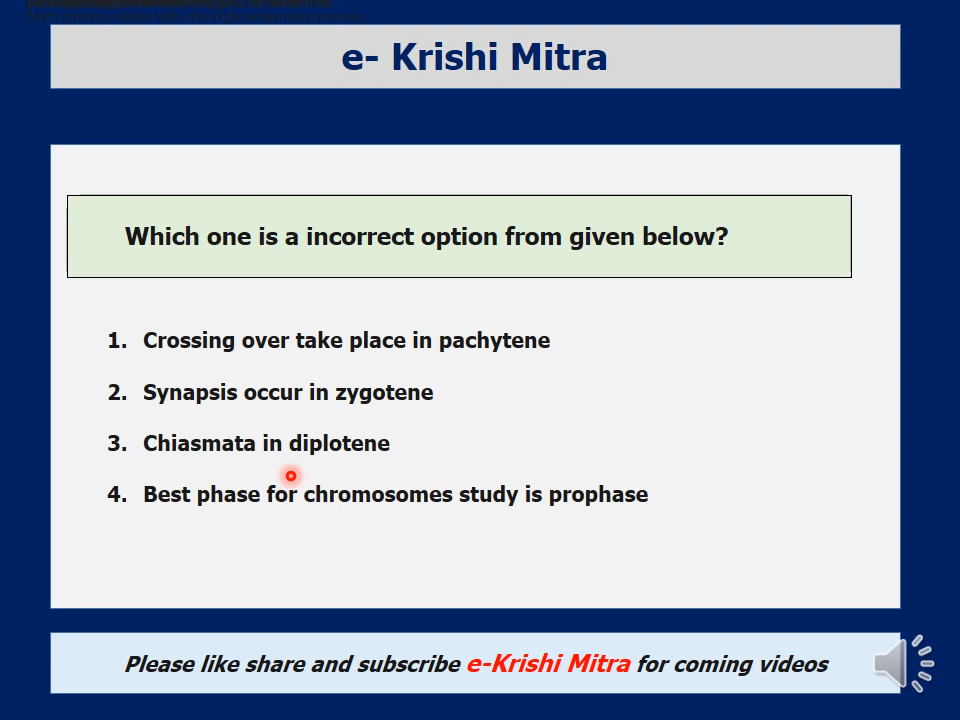 e- Krishi Mitra
Which one is a incorrect option from given below?
1. Crossing over take place in pachytene
2. Synapsis occur in zygotene
3. Chiasmata in diplotene
4. Best phase for chromosomes study is prophase
Please like share and subscribe e-Krishi Mitra for coming videos